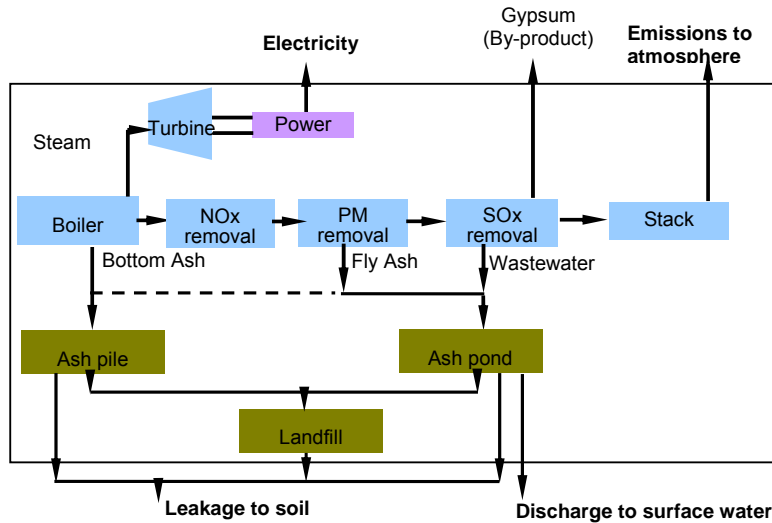 Gypsum
(By-product)
Emissions to
atmosphere
Electricity
Turbine
Power
Steam
Boiler
NOx
removal
PM
removal
SOx
removal
Stack
Bottom Ash
Fly Ash
Wastewater
Ash pile
Ash pond
Landfill
Leakage to soil
Discharge to surface water